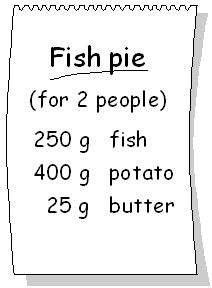 Fish pie
(for 2 people)
250 g fish
400 g potato
25 g butter